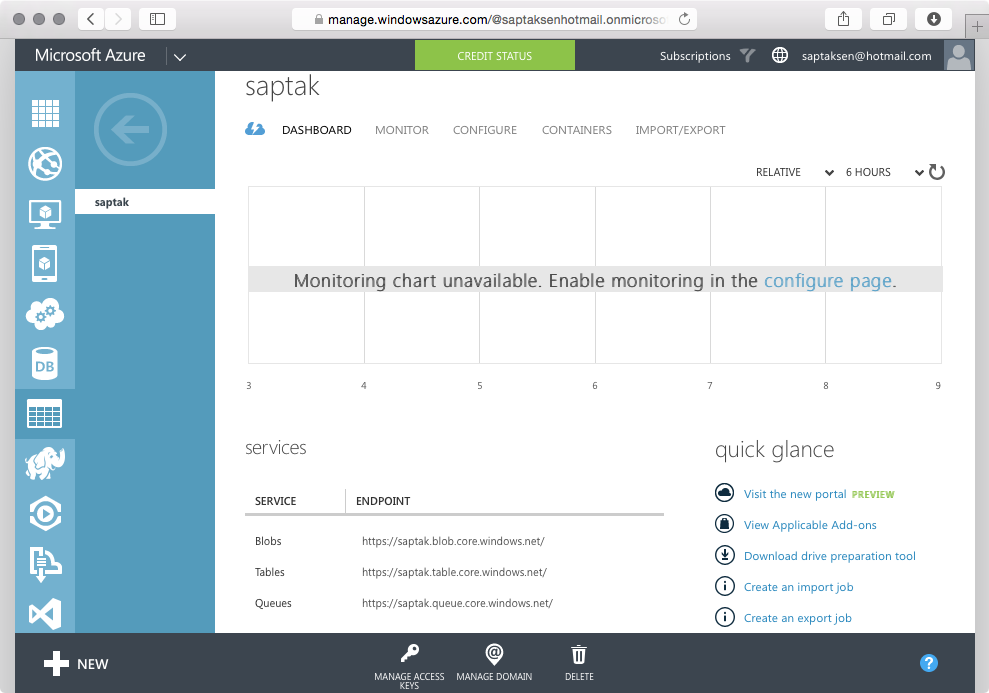 manage.windowsazure.com/@saptaksenhotmail.onmicroso
Microsoft Azure
CREDIT STATUS
Subscriptions
saptaksen@hotmail.com
saptak
saptak
DASHBOARD MONITOR CONFIGURE CONTAINERS IMPORT/EXPORT
RELATIVE 6 HOURS
Monitoring chart unavailable. Enable monitoring in the configure page.
3 4 5 6 7 8 9
DB
services
SERVICE ENDPOINT
Blobs https://saptak.blob.core.windows.net/
Tables https://saptak.table.core.windows.net/
Queues https://saptak.queue.core.windows.net/
quick glance
Visit the new portal PREVIEW
View Applicable Add-ons
Download drive preparation tool
Create an import job
Create an export job
NEW
MANAGE ACCESS
KEYS
MANAGE DOMAIN
DELETE
?